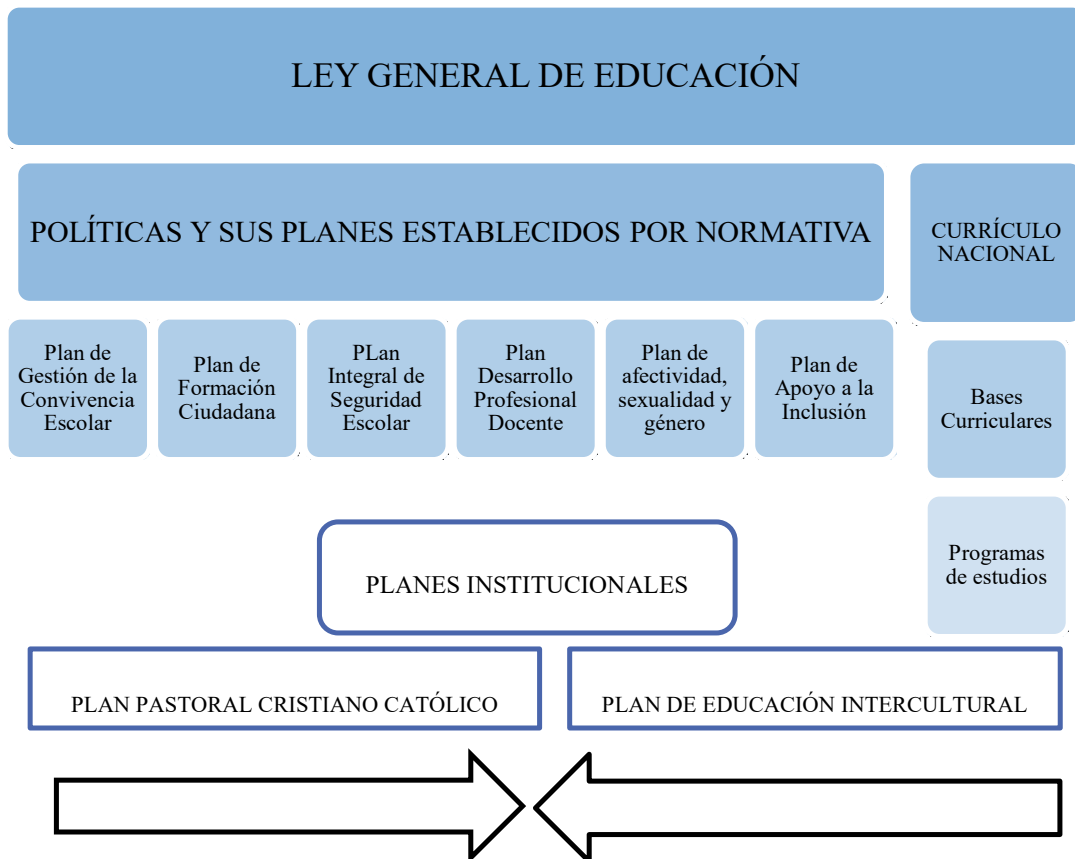 LEY GENERAL DE EDUCACIÓN
POLÍTICAS Y SUS PLANES ESTABLECIDOS POR NORMATIVA
CURRÍCULO
NACIONAL
Plan de
Gestión de la
Convivencia
Escolar
Plan de
Formación
Ciudadana
PLan
Integral de
Seguridad
Escolar
Plan
Desarrollo
Profesional
Docente
Plan de
afectividad,
sexualidad y
género
Plan de
Apoyo a la
Inclusión
Bases
Curriculares
Programas
de estudios
PLANES INSTITUCIONALES
PLAN PASTORAL CRISTIANO CATÓLICO
PLAN DE EDUCACIÓN INTERCULTURAL